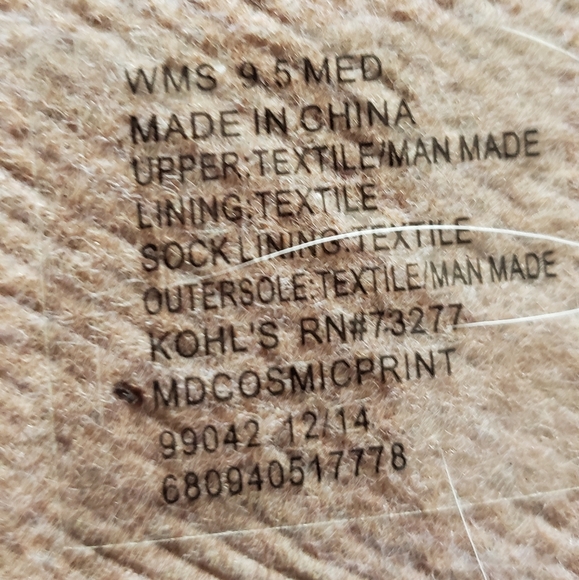 WMS 9.5 MED
MADE IN CHINA
UPPER:TEXTILE/MAN MADE
LINING:TEXTILE
SOCK LINING:TEXTILE
OUTERSOLE:TEXTILE/MAN MADE
KOHL'S RN#73277
MDCOSMICPRINT
99042 12/14
680940517778